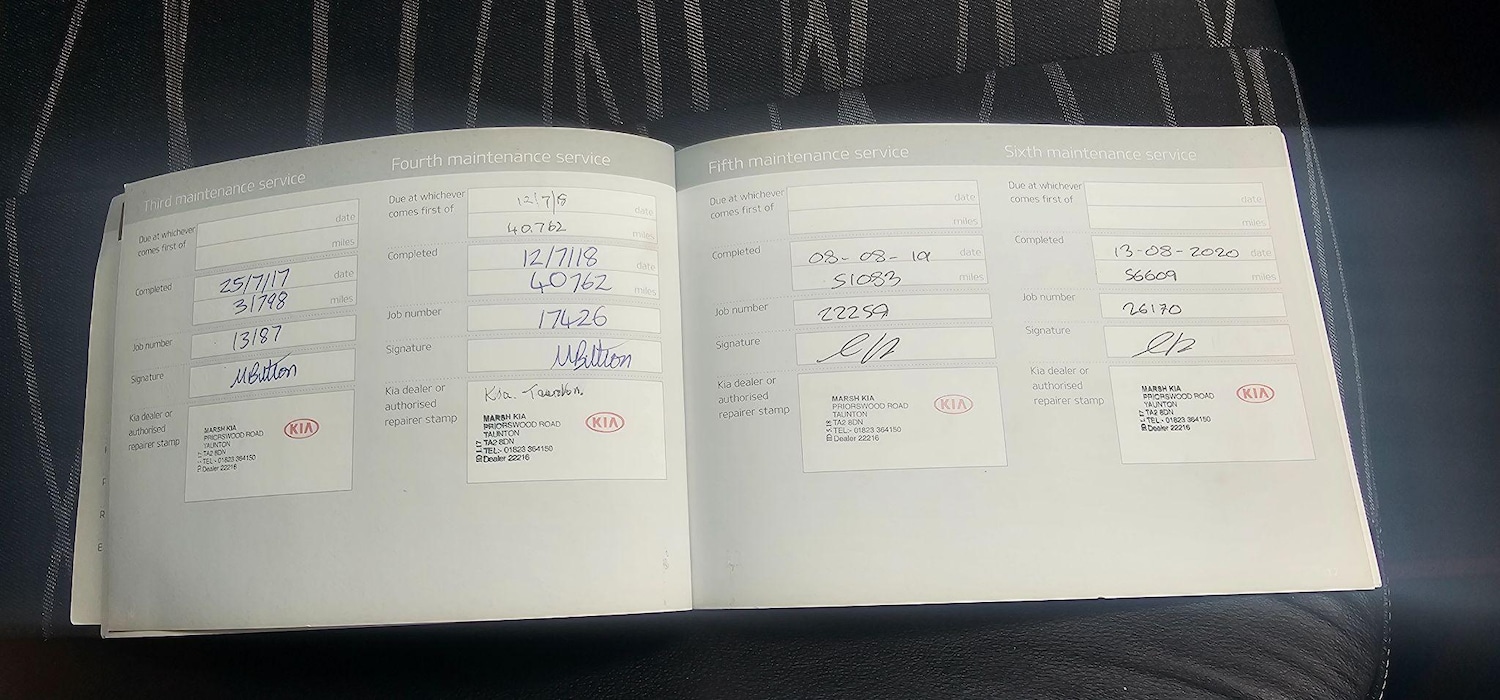 Third maintenance service
Due at whichever
comes first of
date
miles
Completed
25/7/17
date
31798
miles
Job number
13187
Signature
MButton
Kia dealer or
authorised
repairer stamp
MARSH KIA
PRIORSWOOD ROAD
TAUNTON
TA2 8DN
TEL:- 01823 364150
Dealer 22216
KIA
Fourth maintenance service
Due at whichever
comes first of
12/7/8
date
40.762
miles
Completed
12/7/18
date
40762
miles
Job number
17426
Signature
MButton
Kia dealer or
authorised
repairer stamp
Kia. Taunton.
MARSH KIA
PRIORSWOOD ROAD
TAUNTON
TA2 8DN
TEL:- 01823 364150
Dealer 22216
KIA
Fifth maintenance service
Due at whichever
comes first of
date
miles
Completed
08-08-19
date
51083
miles
Job number
22259
Signature
Kia dealer or
authorised
repairer stamp
MARSH KIA
PRIORSWOOD ROAD
TAUNTON
TA2 8DN
TEL:- 01823 364150
Dealer 22216
KIA
Sixth maintenance service
Due at whichever
comes first of
date
miles
Completed
13-08-2020
date
56609
miles
Job number
26170
Signature
Kia dealer or
authorised
repairer stamp
MARSH KIA
PRIORSWOOD ROAD
TAUNTON
TA2 8DN
TEL:- 01823 364150
Dealer 22216
KIA